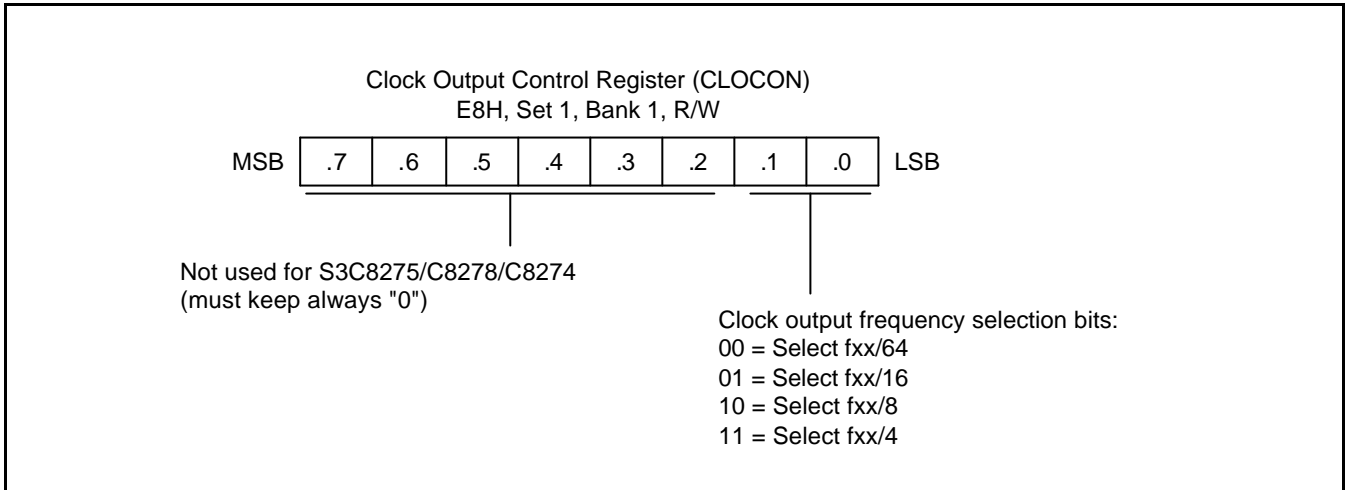 Clock Output Control Register (CLOCON)
E8H, Set 1, Bank 1, R/W
MSB .7 .6 .5 .4 .3 .2 .1 .0 LSB
Not used for S3C8275/C8278/C8274
(must keep always "0")
Clock output frequency selection bits:
00 = Select fxx/64
01 = Select fxx/16
10 = Select fxx/8
11 = Select fxx/4